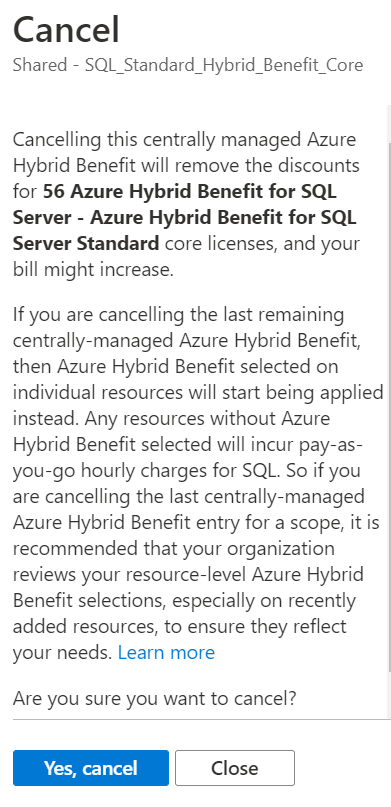 Cancel
Shared - SQL_Standard_Hybrid_Benefit_Core
Cancelling this centrally managed Azure
Hybrid Benefit will remove the discounts
for 56 Azure Hybrid Benefit for SQL
Server - Azure Hybrid Benefit for SQL
Server Standard core licenses, and your
bill might increase.
If you are cancelling the last remaining
centrally-managed Azure Hybrid Benefit,
then Azure Hybrid Benefit selected on
individual resources will start being applied
instead. Any resources without Azure
Hybrid Benefit selected will incur pay-as-
you-go hourly charges for SQL. So if you
are cancelling the last centrally-managed
Azure Hybrid Benefit entry for a scope, it is
recommended that your organization
reviews your resource-level Azure Hybrid
Benefit selections, especially on recently
added resources, to ensure they reflect
your needs. Learn more
Are you sure you want to cancel?
Yes, cancel
Close